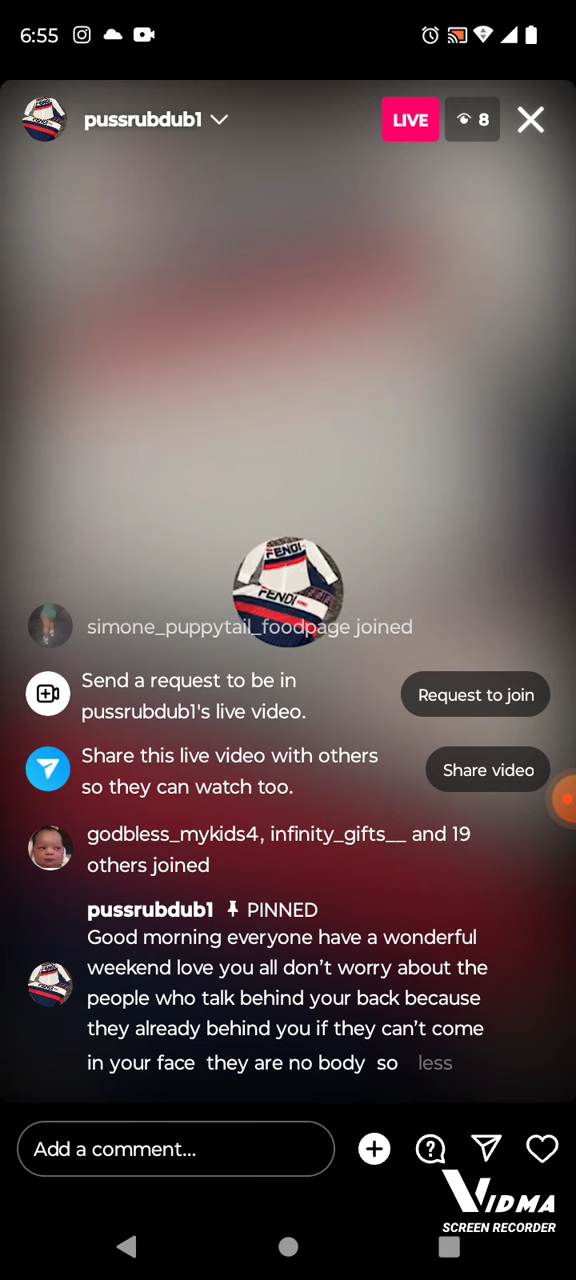 6:55
pussrubdub1
LIVE
8
FENDI
FENDI
simone_puppytail_foodpage joined
Send a request to be in
pussrubdub1's live video.
Request to join
Share this live video with others
so they can watch too.
Share video
godbless_mykids4, infinity_gifts__ and 19
others joined
pussrubdub1 PINNED
Good morning everyone have a wonderful
weekend love you all don't worry about the
people who talk behind your back because
they already behind you if they can't come
in your face they are no body so less
Add a comment...
VIDMA
SCREEN RECORDER